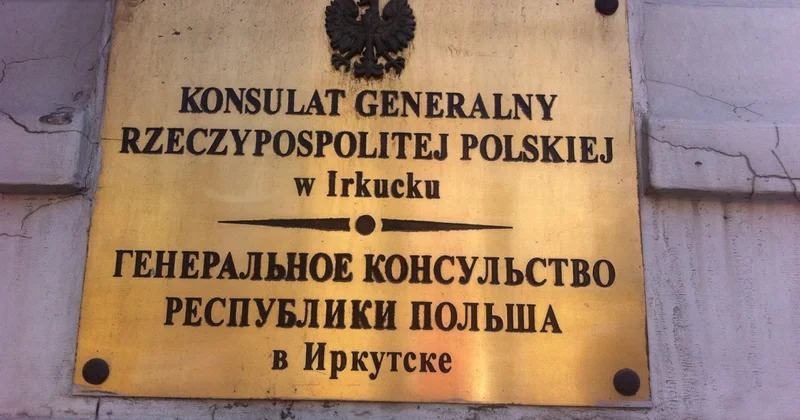 KONSULAT GENERALNY
RZECZYPOSPOLITEJ POLSKIEJ
w Irkucku
ГЕНЕРАЛЬНОЕ КОНСУЛЬСТВО
РЕСПУБЛИКИ ПОЛЬША
в Иркутске